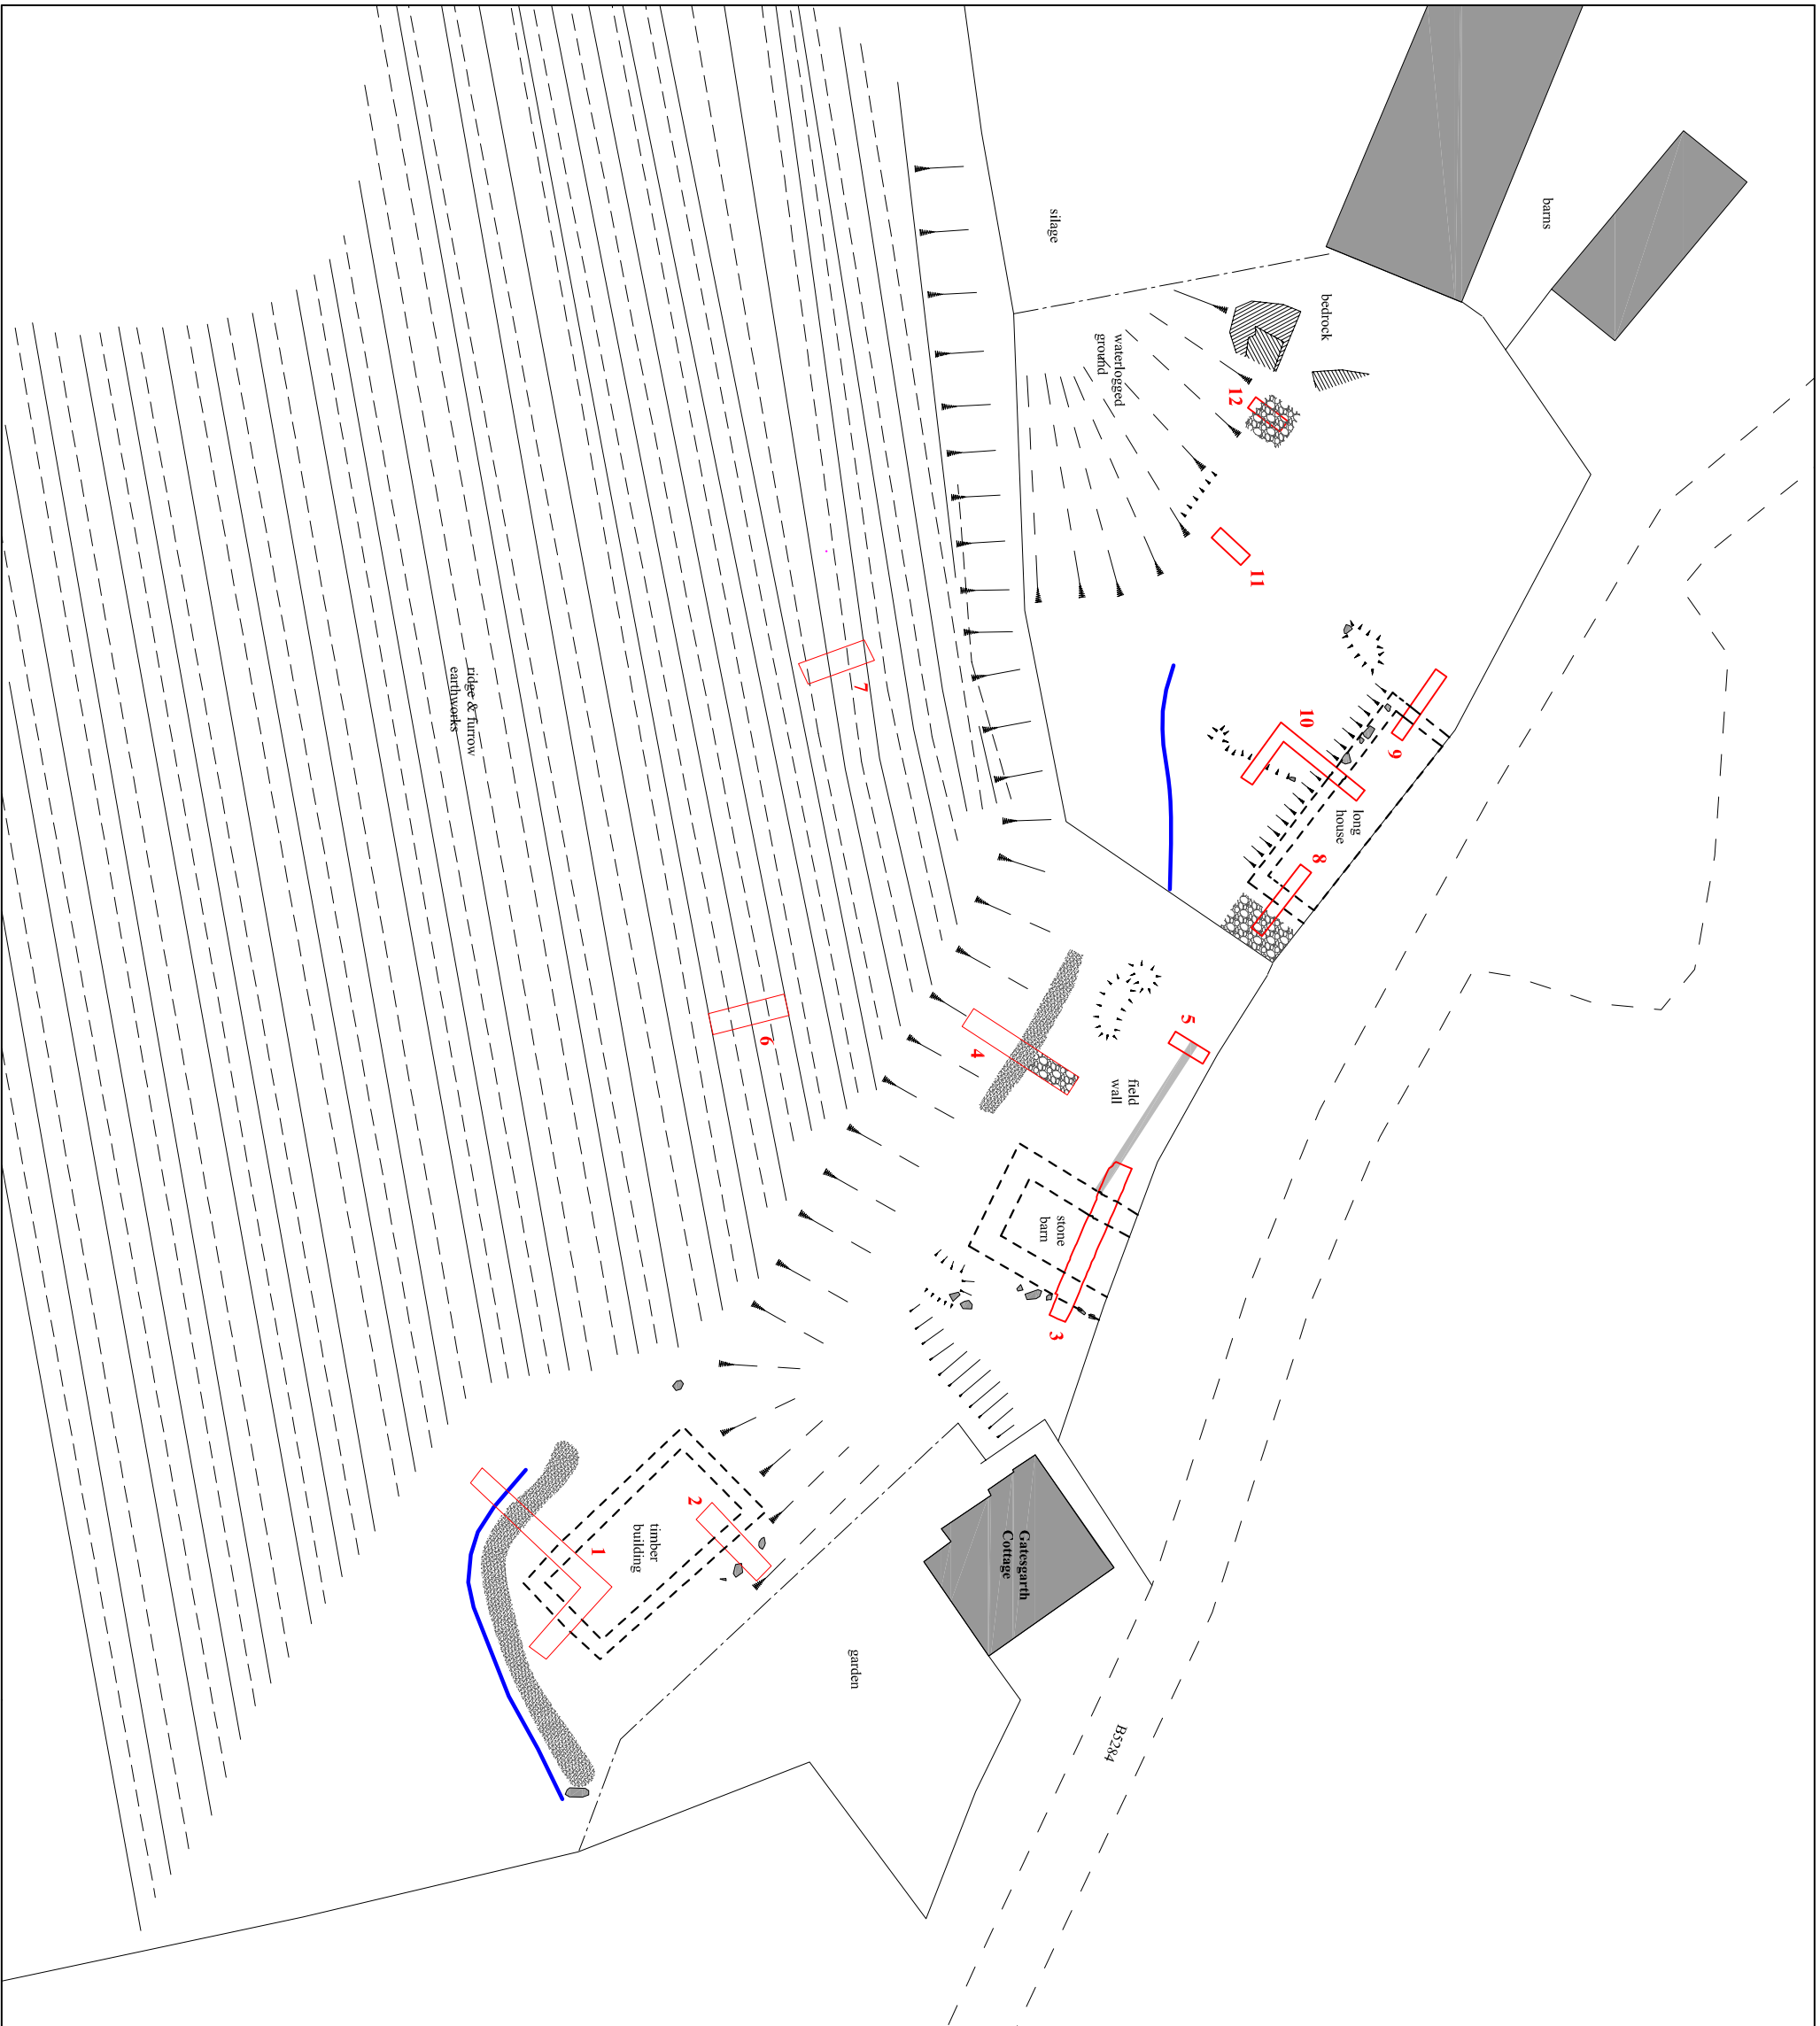 barns
silage
bedrock
waterlogged
ground
12
11
9
10
long
house
8
7
ridge & furrow
earthworks
6
5
4
field
wall
stone
barn
3
2
1
timber
building
Gatesgarth
Cottage
garden
B5284